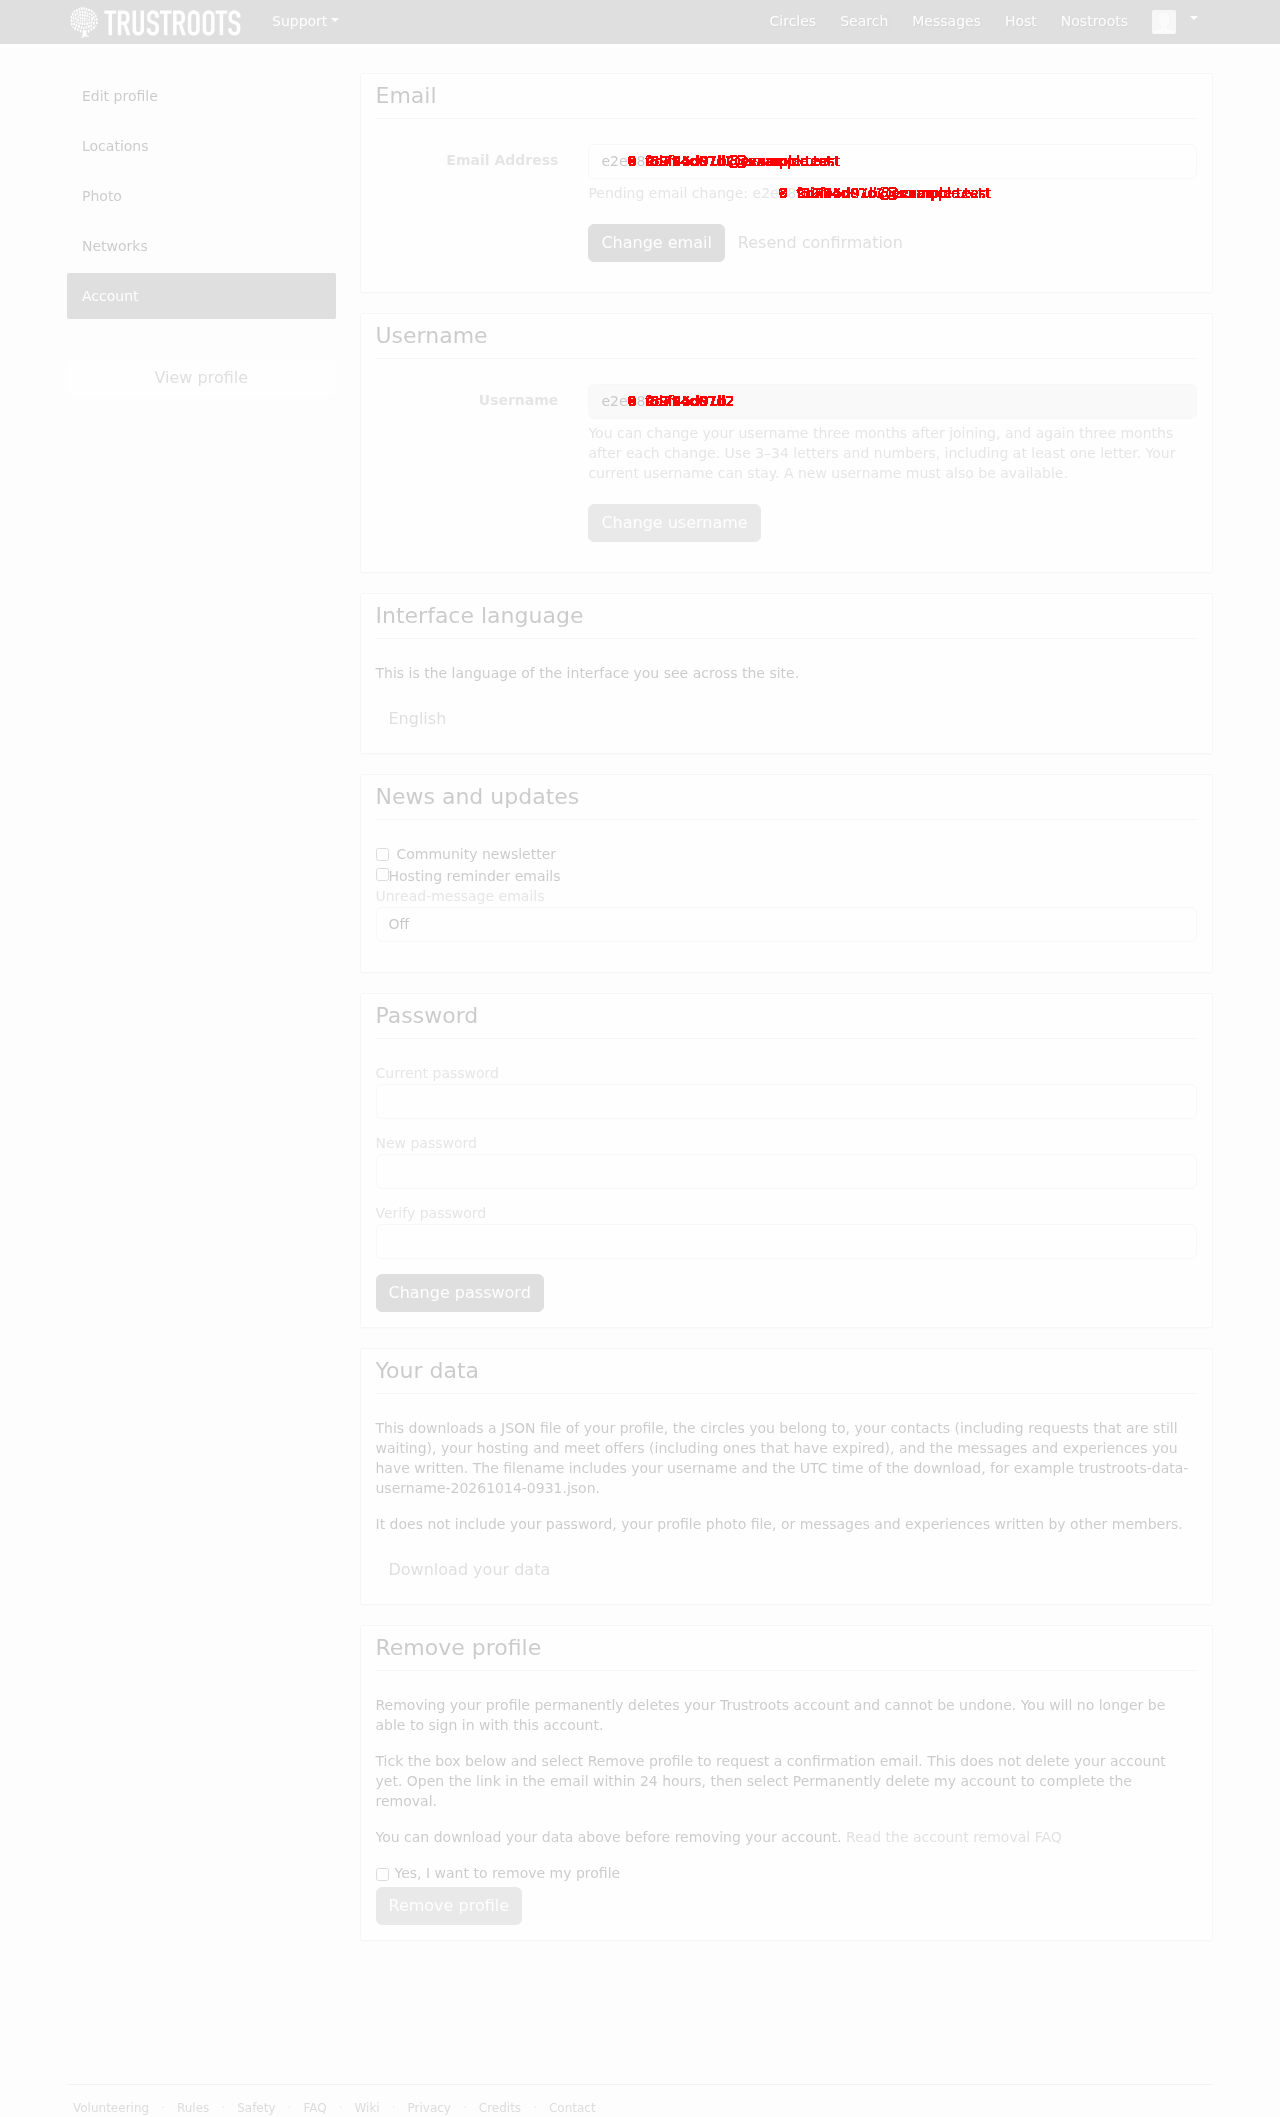 TRUSTROOTS
Support
Circles Search Messages Host Nostroots
Edit profile
Locations
Photo
Networks
Account
View profile
Email
Email Address
Pending email change:
Change email Resend confirmation
Username
Username
You can change your username three months after joining, and again three months
after each change. Use 3–34 letters and numbers, including at least one letter. Your
current username can stay. A new username must also be available.
Change username
Interface language
This is the language of the interface you see across the site.
English
News and updates
Community newsletter
Hosting reminder emails
Unread-message emails
Off
Password
Current password
New password
Verify password
Change password
Your data
This downloads a JSON file of your profile, the circles you belong to, your contacts (including requests that are still
waiting), your hosting and meet offers (including ones that have expired), and the messages and experiences you
have written. The filename includes your username and the UTC time of the download, for example trustroots-data-
username-20261014-0931.json.
It does not include your password, your profile photo file, or messages and experiences written by other members.
Download your data
Remove profile
Removing your profile permanently deletes your Trustroots account and cannot be undone. You will no longer be
able to sign in with this account.
Tick the box below and select Remove profile to request a confirmation email. This does not delete your account
yet. Open the link in the email within 24 hours, then select Permanently delete my account to complete the
removal.
You can download your data above before removing your account. Read the account removal FAQ
Yes, I want to remove my profile
Remove profile
Volunteering · Rules · Safety · FAQ · Wiki · Privacy · Credits · Contact